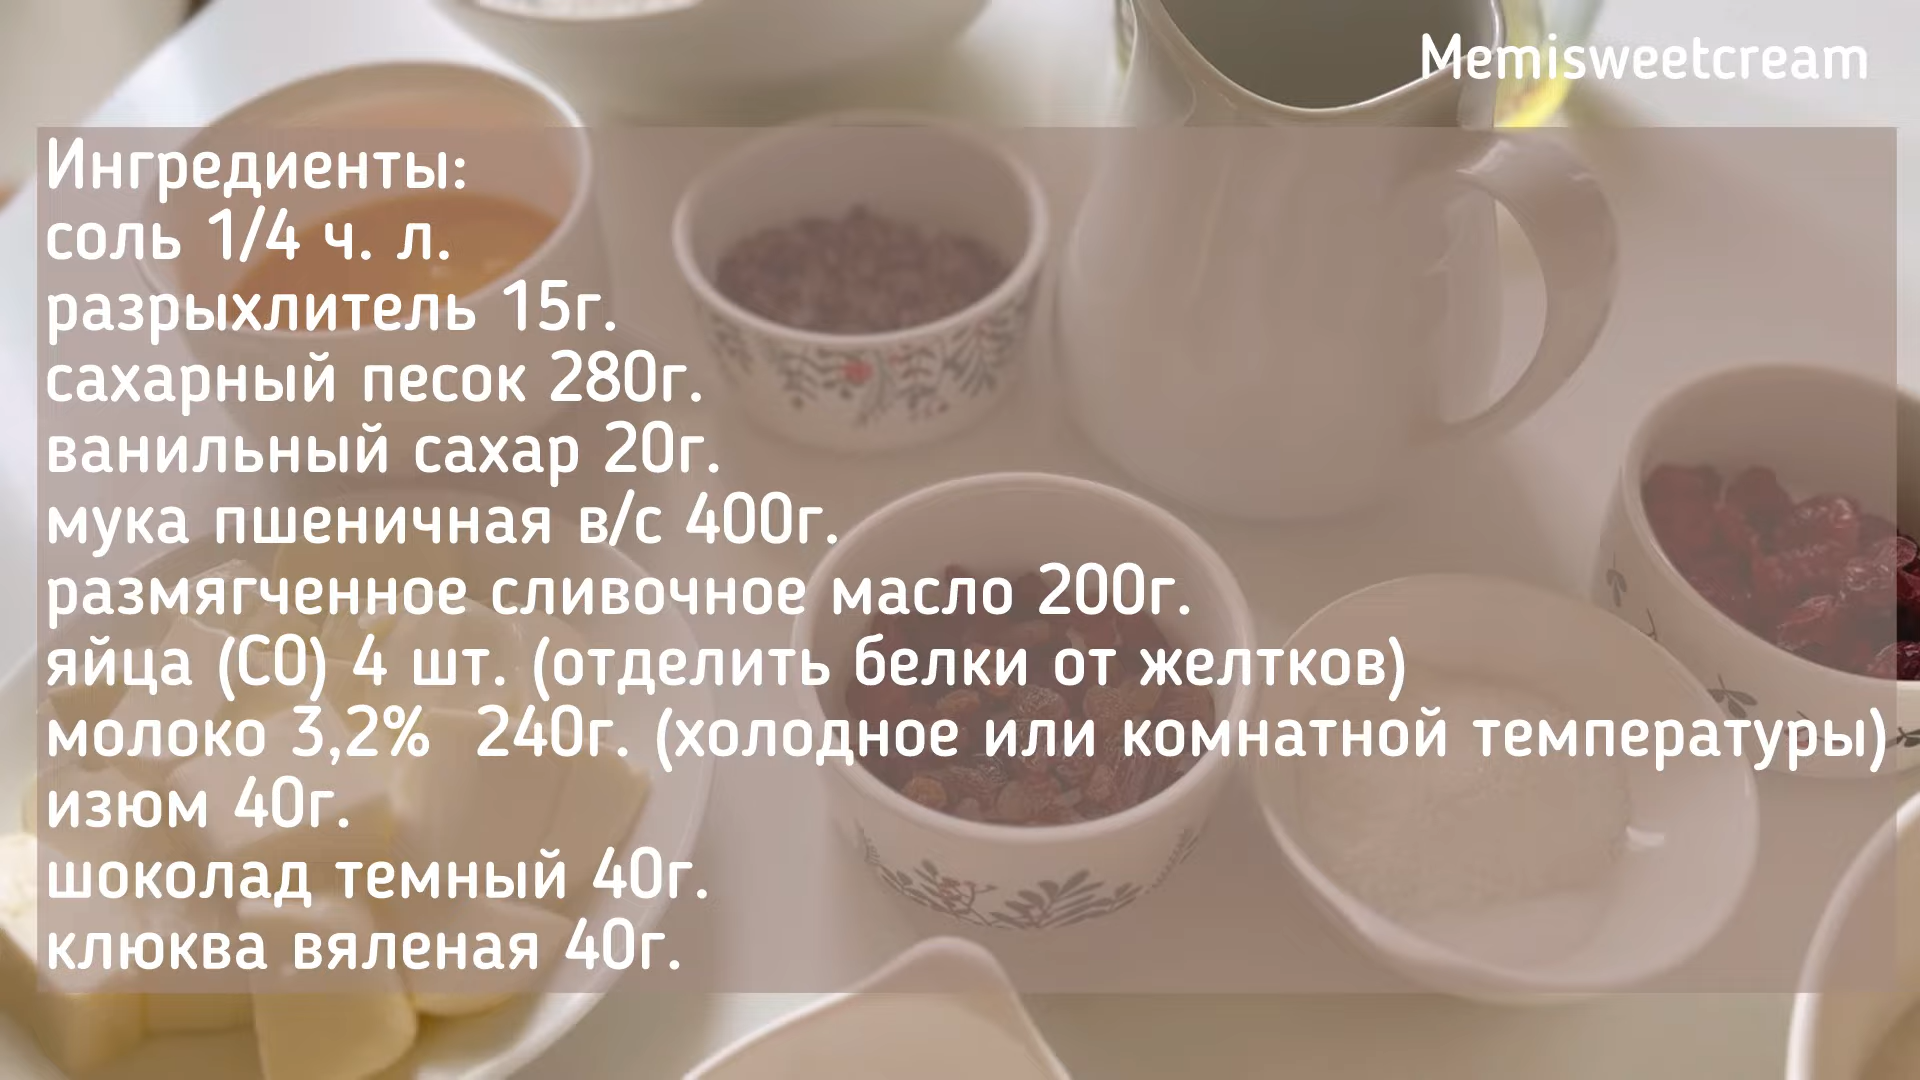 Memisweetcream
Ингредиенты:
соль 1/4 ч. л.
разрыхлитель 15г.
сахарный песок 280г.
ванильный сахар 20г.
мука пшеничная в/с 400г.
размягченное сливочное масло 200г.
яйца (С0) 4 шт. (отделить белки от желтков)
молоко 3,2%  240г. (холодное или комнатной температуры)
изюм 40г.
шоколад темный 40г.
клюква вяленая 40г.